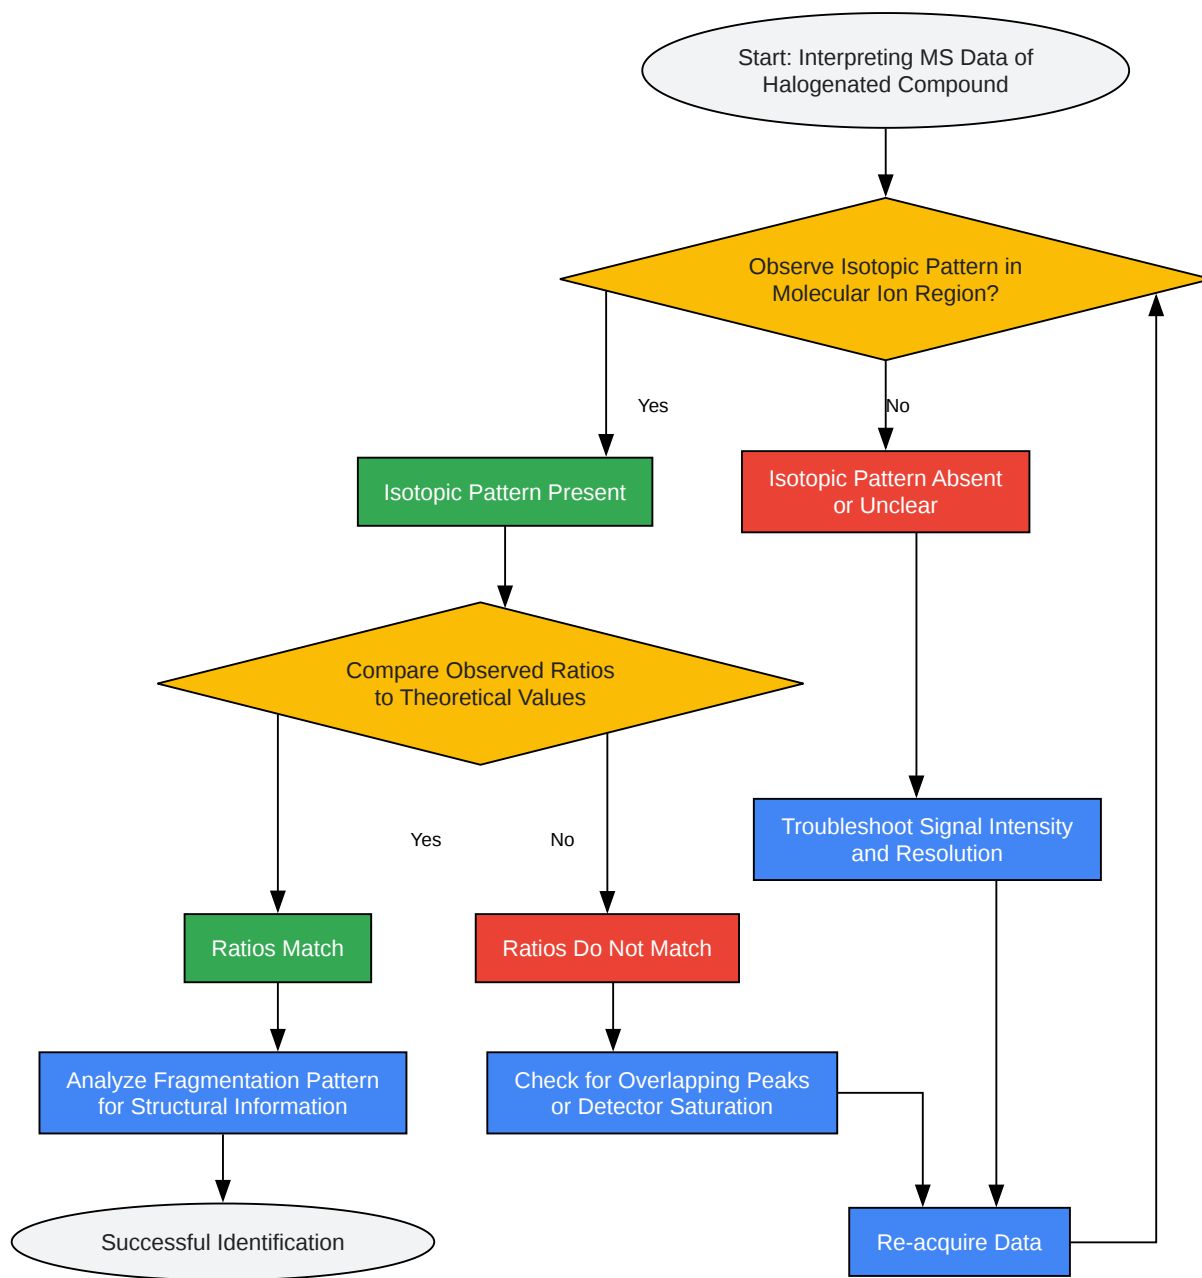 Start: Interpreting MS Data of
Halogenated Compound
Observe Isotopic Pattern in
Molecular Ion Region?
Yes
No
Isotopic Pattern Present
Isotopic Pattern Absent
or Unclear
Compare Observed Ratios
to Theoretical Values
Troubleshoot Signal Intensity
and Resolution
Yes
No
Ratios Match
Ratios Do Not Match
Analyze Fragmentation Pattern
for Structural Information
Check for Overlapping Peaks
or Detector Saturation
Successful Identification
Re-acquire Data